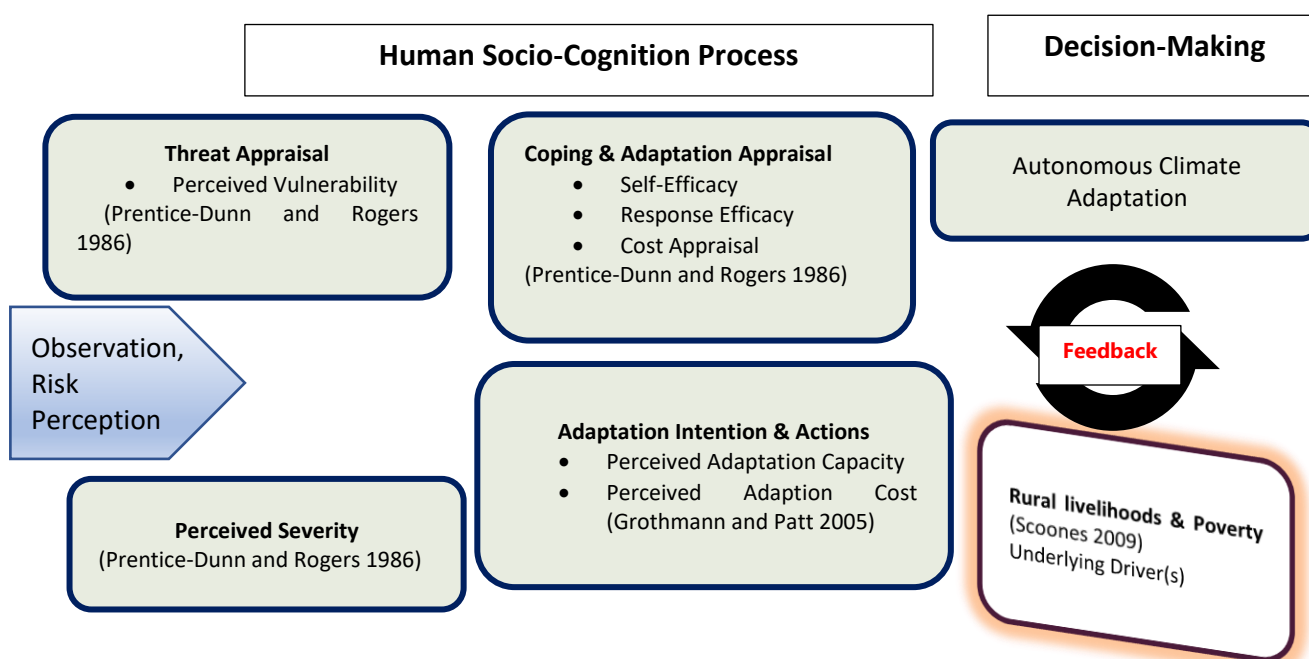 Human Socio-Cognition Process
Decision-Making
Threat Appraisal
• Perceived Vulnerability
(Prentice-Dunn and Rogers
1986)
Coping & Adaptation Appraisal
• Self-Efficacy
• Response Efficacy
• Cost Appraisal
(Prentice-Dunn and Rogers 1986)
Autonomous Climate
Adaptation
Observation,
Risk
Perception
Feedback
Adaptation Intention & Actions
• Perceived Adaptation Capacity
• Perceived Adaption Cost
(Grothmann and Patt 2005)
Perceived Severity
(Prentice-Dunn and Rogers 1986)
Rural livelihoods & Poverty
(Scoones 2009)
Underlying Driver(s)